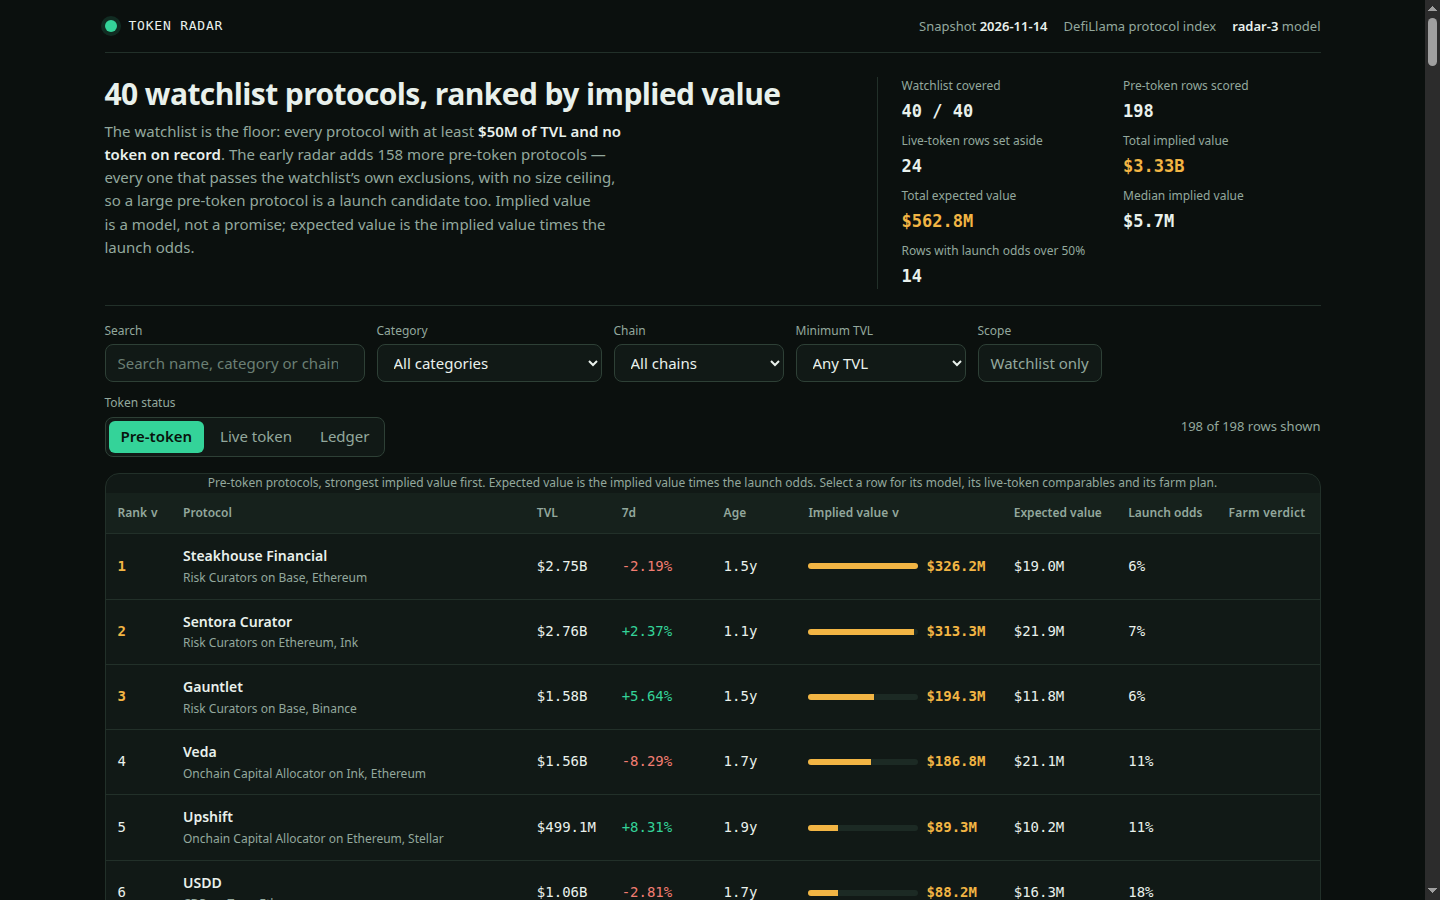 TOKEN RADAR
Snapshot 2026-11-14 DefiLlama protocol index radar-3 model
40 watchlist protocols, ranked by implied value
The watchlist is the floor: every protocol with at least $50M of TVL and no
token on record. The early radar adds 158 more pre-token protocols —
every one that passes the watchlist’s own exclusions, with no size ceiling,
so a large pre-token protocol is a launch candidate too. Implied value
is a model, not a promise; expected value is the implied value times the
launch odds.
Watchlist covered
40 / 40
Pre-token rows scored
198
Live-token rows set aside
24
Total implied value
$3.33B
Total expected value
$562.8M
Median implied value
$5.7M
Rows with launch odds over 50%
14
Search
Search name, category or chain
Category
All categories
Chain
All chains
Minimum TVL
Any TVL
Scope
Watchlist only
Token status
Pre-token Live token Ledger
198 of 198 rows shown
Pre-token protocols, strongest implied value first. Expected value is the implied value times the launch odds. Select a row for its model, its live-token comparables and its farm plan.
Rank v Protocol TVL 7d Age Implied value v Expected value Launch odds Farm verdict
1 Steakhouse Financial $2.75B -2.19% 1.5y $326.2M $19.0M 6%
Risk Curators on Base, Ethereum
2 Sentora Curator $2.76B +2.37% 1.1y $313.3M $21.9M 7%
Risk Curators on Ethereum, Ink
3 Gauntlet $1.58B +5.64% 1.5y $194.3M $11.8M 6%
Risk Curators on Base, Binance
4 Veda $1.56B -8.29% 1.7y $186.8M $21.1M 11%
Onchain Capital Allocator on Ink, Ethereum
5 Upshift $499.1M +8.31% 1.9y $89.3M $10.2M 11%
Onchain Capital Allocator on Ethereum, Stellar
6 USDD $1.06B -2.81% 1.7y $88.2M $16.3M 18%